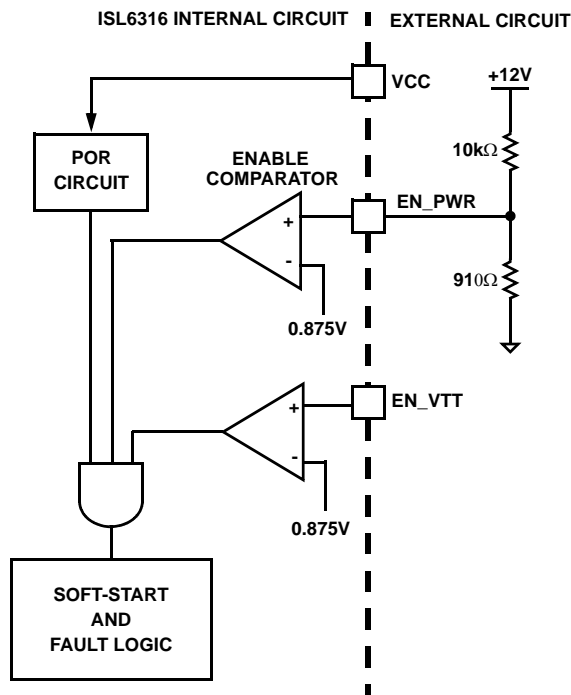 ISL6316 INTERNAL CIRCUIT
EXTERNAL CIRCUIT
VCC
+12V
10kΩ
POR
CIRCUIT
ENABLE
COMPARATOR
EN_PWR
+
-
910Ω
0.875V
EN_VTT
+
-
0.875V
SOFT-START
AND
FAULT LOGIC